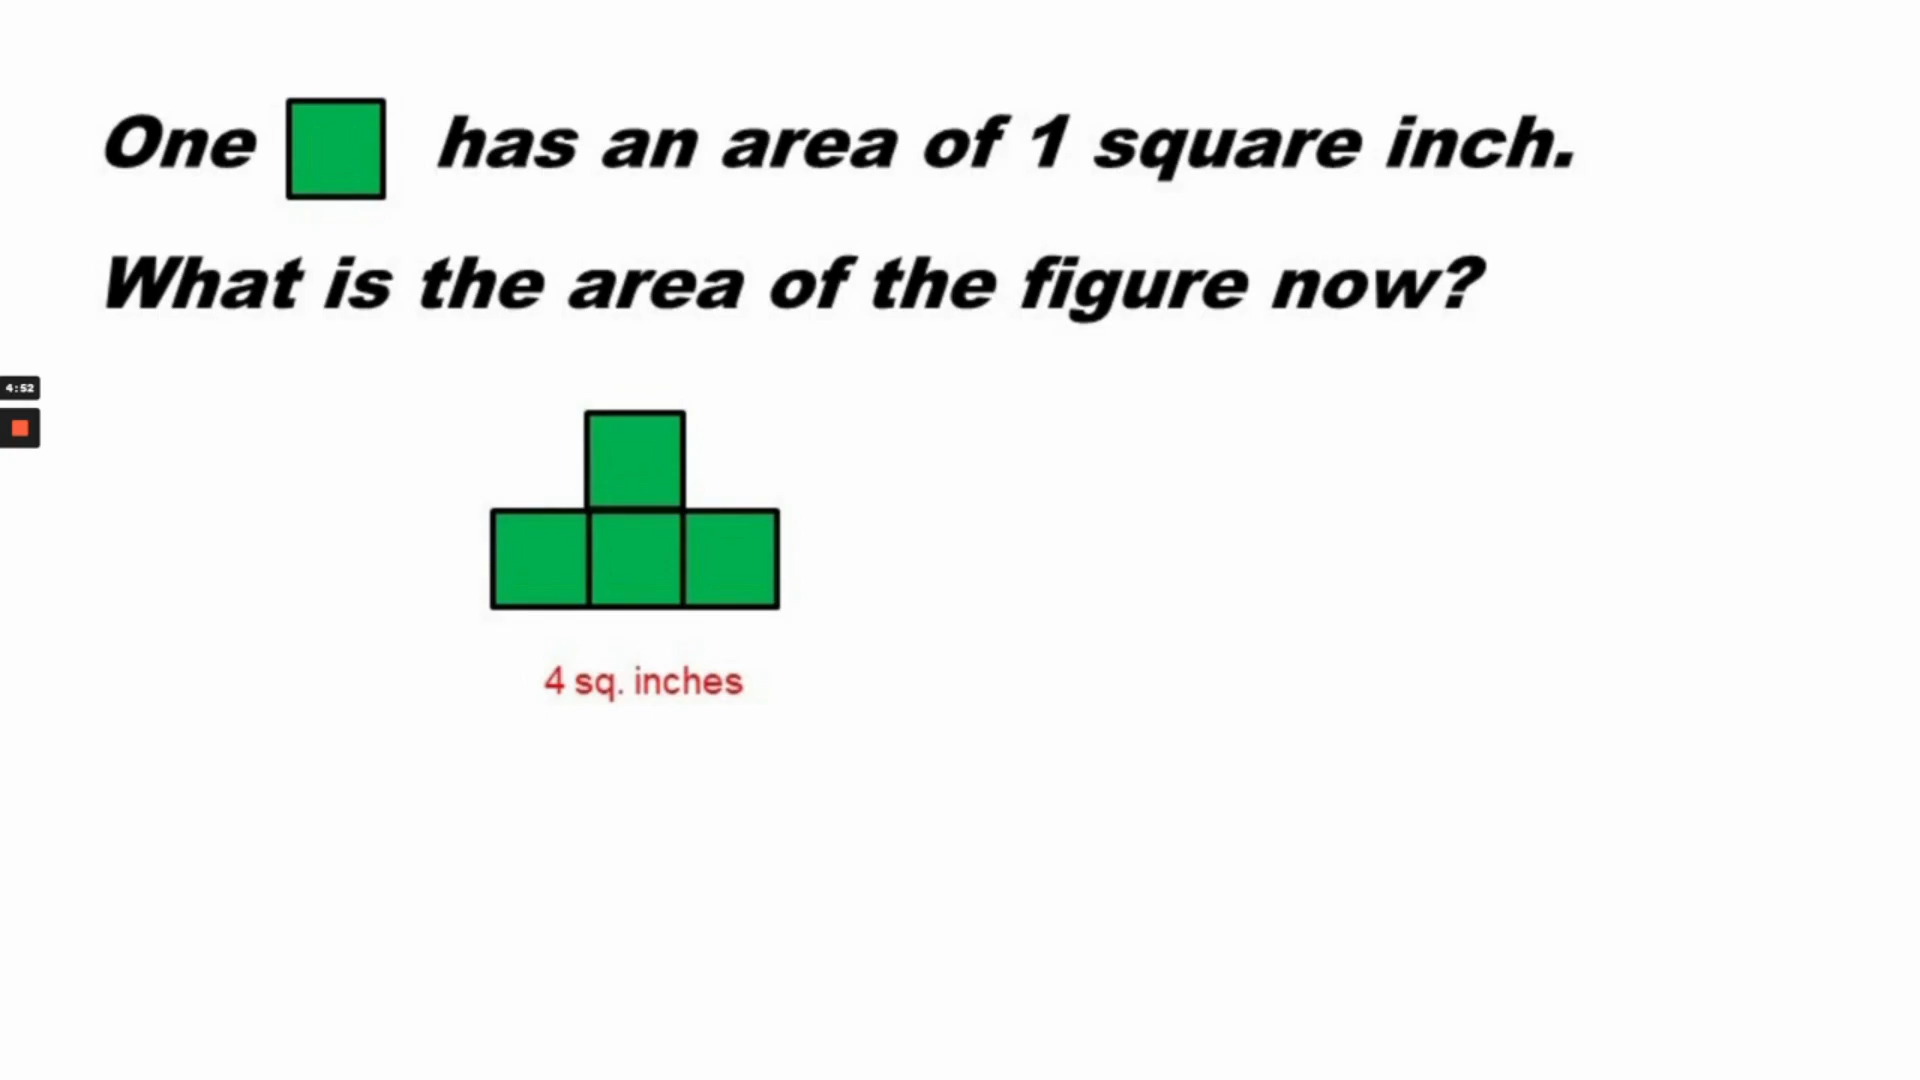 One has an area of 1 square inch.
What is the area of the figure now?
4:52
4 sq. inches